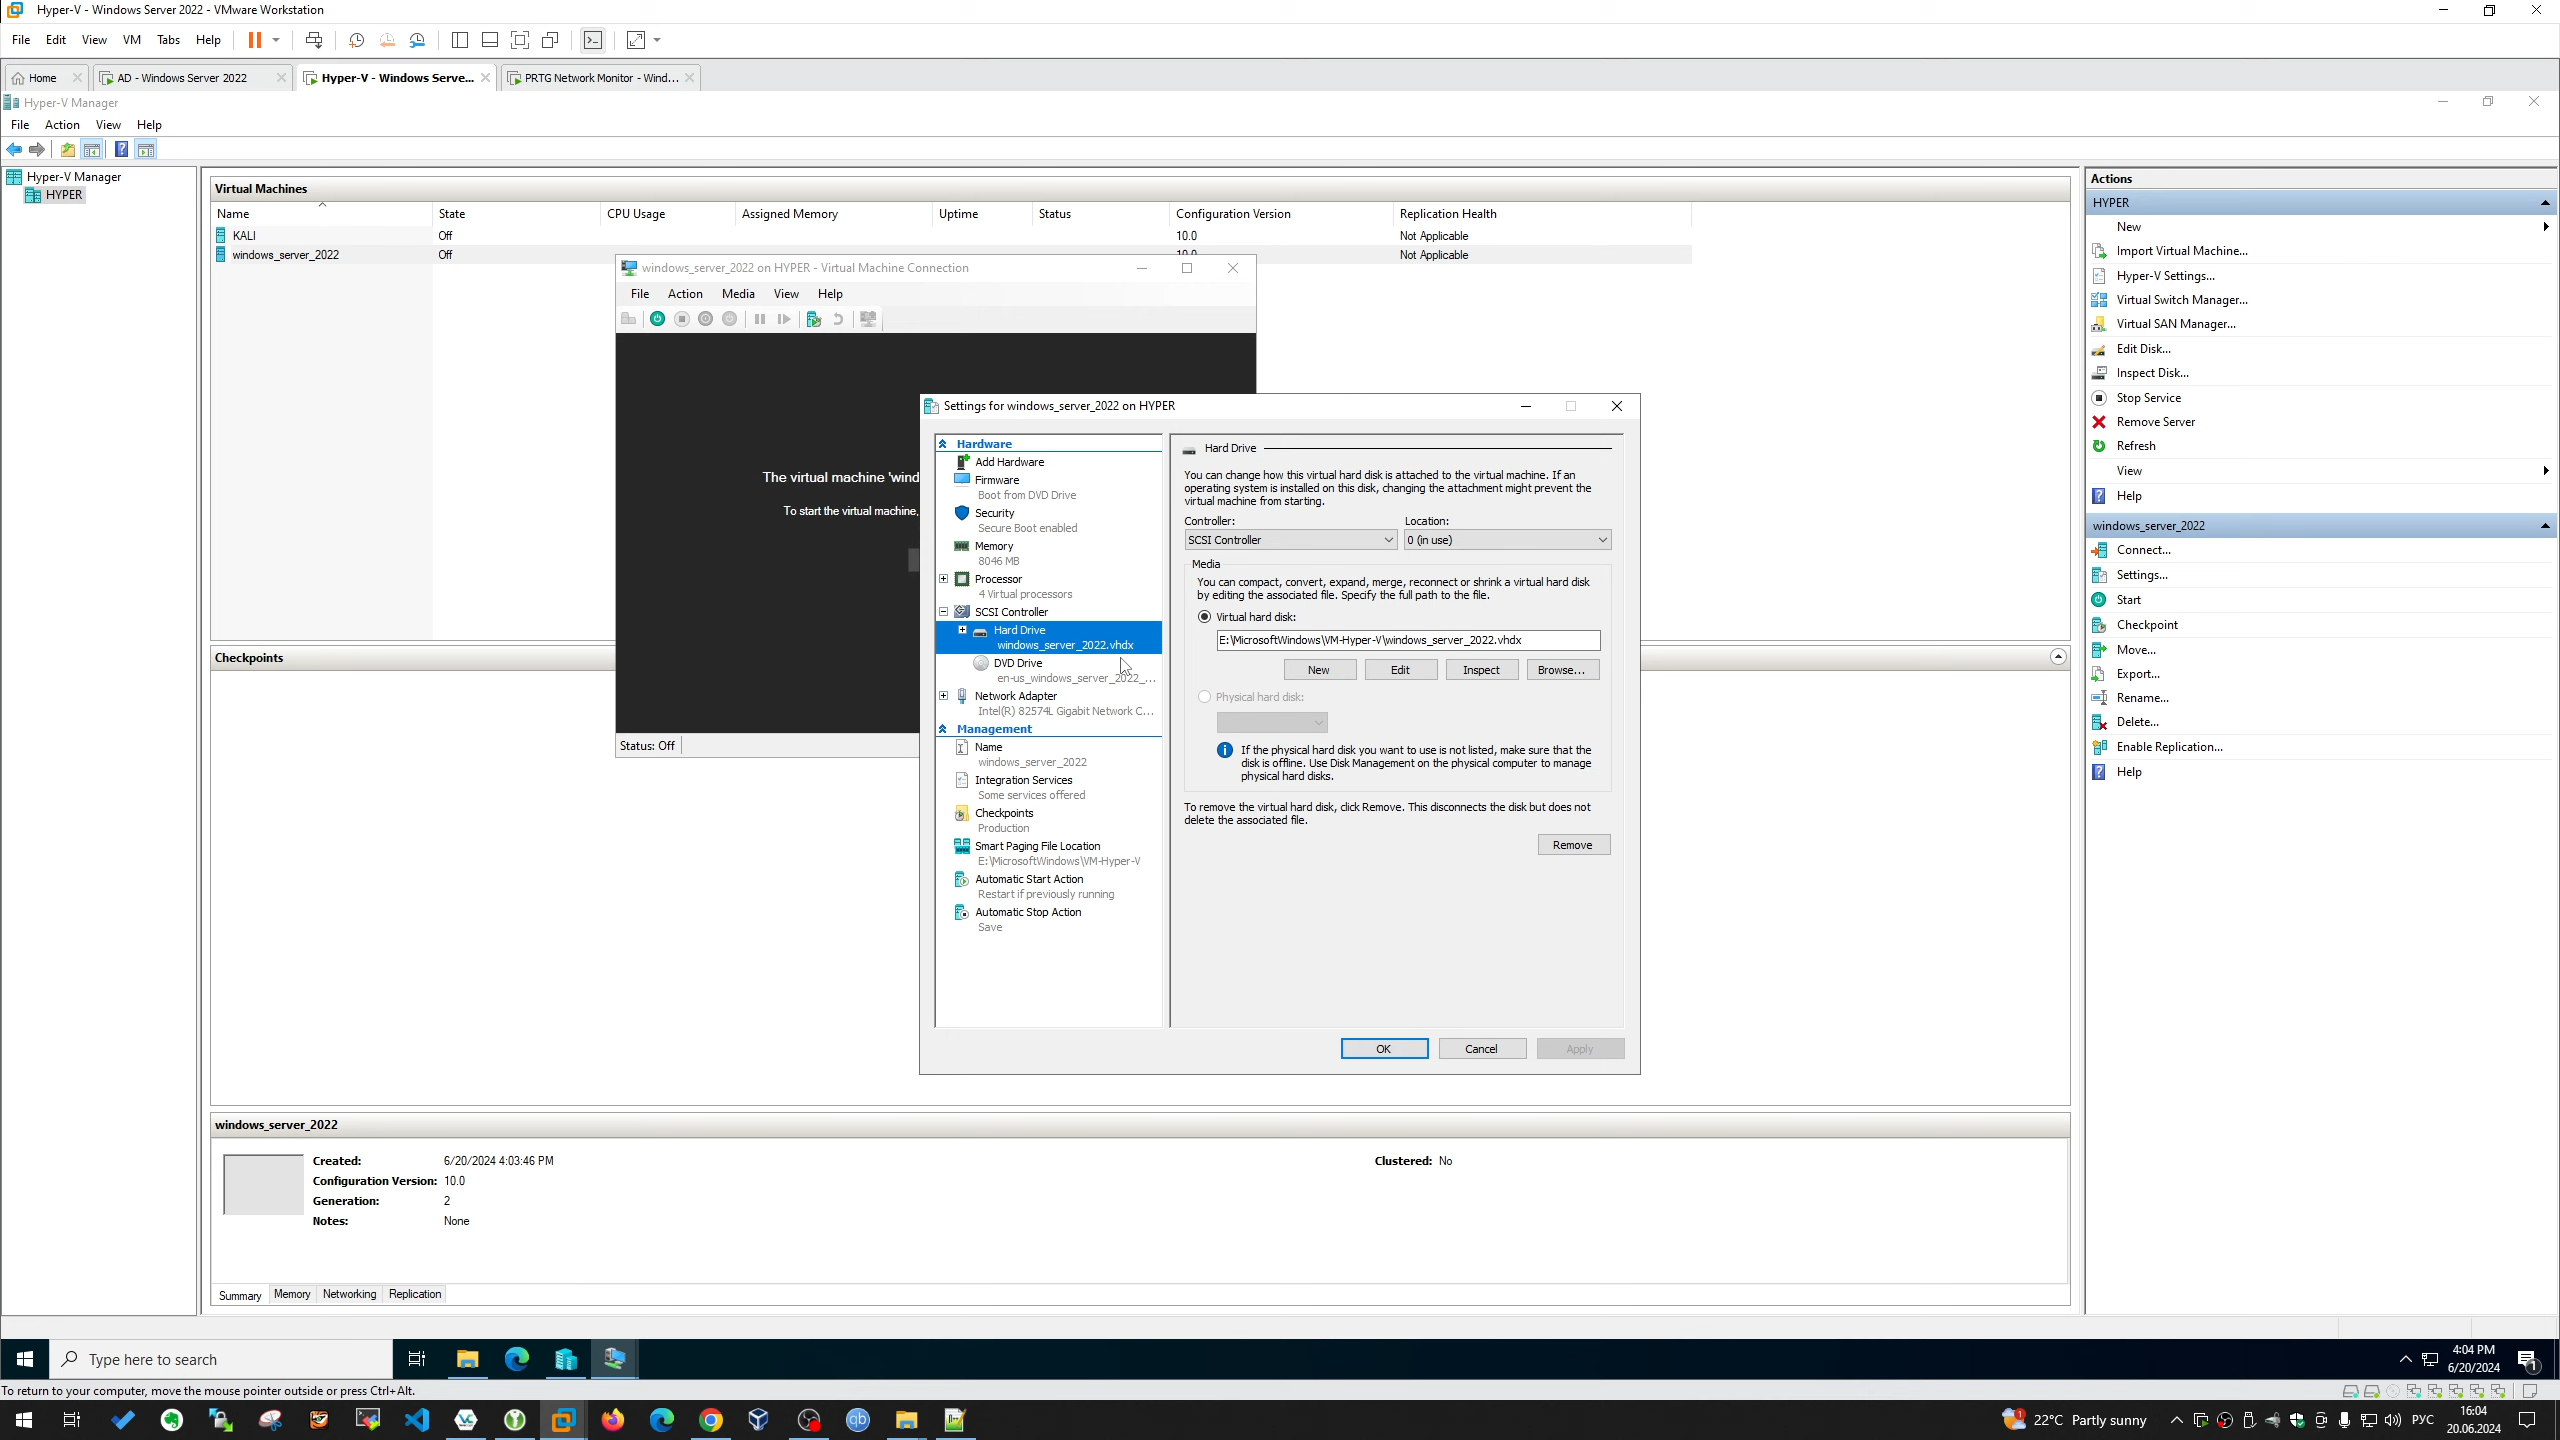 Hyper-V - Windows Server 2022 - VMware Workstation
File Edit View VM Tabs Help
Home
AD - Windows Server 2022
Hyper-V - Windows Serve...
PRTG Network Monitor - Wind...
Hyper-V Manager
File Action View Help
Hyper-V Manager
HYPER
Virtual Machines
Name State CPU Usage Assigned Memory Uptime Status Configuration Version Replication Health
KALI Off 10.0 Not Applicable
windows_server_2022 Off 10.0 Not Applicable
windows_server_2022 on HYPER - Virtual Machine Connection
File Action Media View Help
The virtual machine 'wind
To start the virtual machine,
Status: Off
Settings for windows_server_2022 on HYPER
Hardware
Add Hardware
Firmware
Boot from DVD Drive
Security
Secure Boot enabled
Memory
8046 MB
Processor
4 Virtual processors
SCSI Controller
Hard Drive
windows_server_2022.vhdx
DVD Drive
en-us_windows_server_2022_...
Network Adapter
Intel(R) 82574L Gigabit Network C...
Management
Name
windows_server_2022
Integration Services
Some services offered
Checkpoints
Production
Smart Paging File Location
E:\MicrosoftWindows\VM-Hyper-V
Automatic Start Action
Restart if previously running
Automatic Stop Action
Save
Hard Drive
You can change how this virtual hard disk is attached to the virtual machine. If an
operating system is installed on this disk, changing the attachment might prevent the
virtual machine from starting.
Controller: Location:
SCSI Controller 0 (in use)
Media
You can compact, convert, expand, merge, reconnect or shrink a virtual hard disk
by editing the associated file. Specify the full path to the file.
Virtual hard disk:
E:\MicrosoftWindows\VM-Hyper-V\windows_server_2022.vhdx
New Edit Inspect Browse...
Physical hard disk:
If the physical hard disk you want to use is not listed, make sure that the
disk is offline. Use Disk Management on the physical computer to manage
physical hard disks.
To remove the virtual hard disk, click Remove. This disconnects the disk but does not
delete the associated file.
Remove
OK Cancel Apply
Checkpoints
windows_server_2022
Created: 6/20/2024 4:03:46 PM Clustered: No
Configuration Version: 10.0
Generation: 2
Notes: None
Summary Memory Networking Replication
Actions
HYPER
New
Import Virtual Machine...
Hyper-V Settings...
Virtual Switch Manager...
Virtual SAN Manager...
Edit Disk...
Inspect Disk...
Stop Service
Remove Server
Refresh
View
Help
windows_server_2022
Connect...
Settings...
Start
Checkpoint
Move...
Export...
Rename...
Delete...
Enable Replication...
Help
Type here to search
4:04 PM
6/20/2024
1
To return to your computer, move the mouse pointer outside or press Ctrl+Alt.
1
22°C Partly sunny
РУС
16:04
20.06.2024